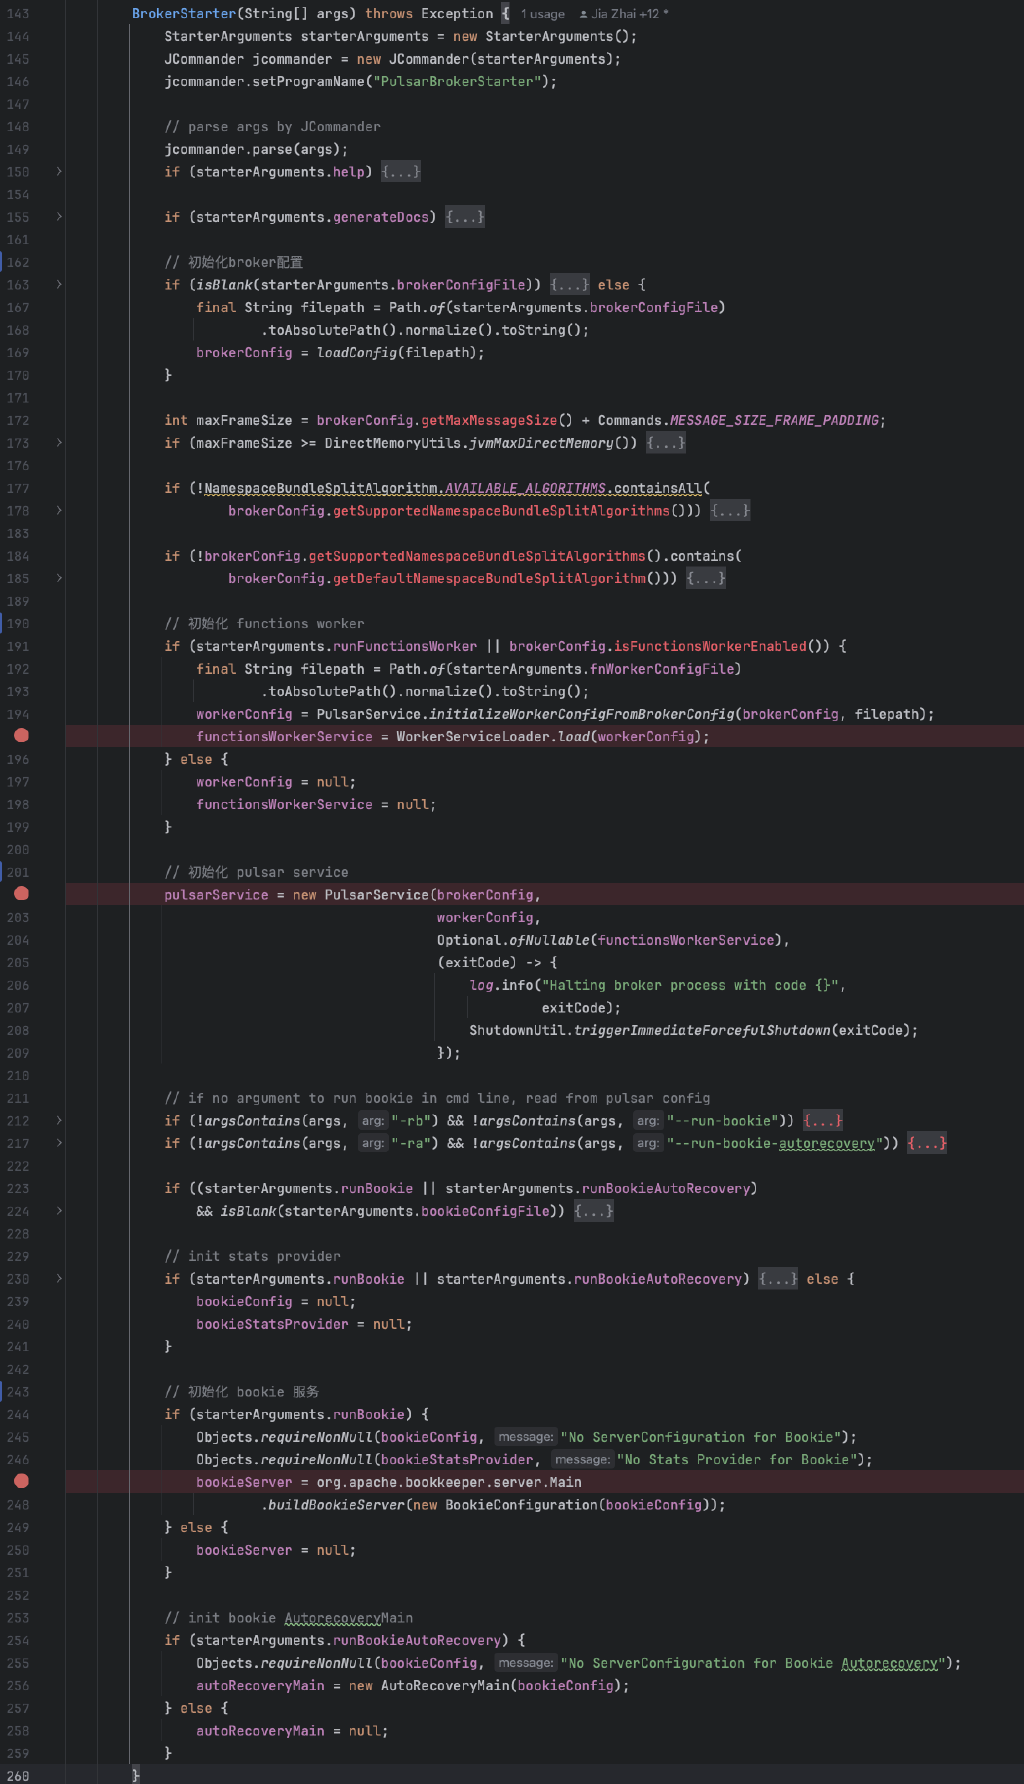 143 BrokerStarter(String[] args) throws Exception { 1 usage Jia Zhai +12 *
144 StarterArguments starterArguments = new StarterArguments();
145 JCommander jcommander = new JCommander(starterArguments);
146 jcommander.setProgramName("PulsarBrokerStarter");
147
148 // parse args by JCommander
149 jcommander.parse(args);
150 if (starterArguments.help) {...}
154
155 if (starterArguments.generateDocs) {...}
161
162 // 初始化broker配置
163 if (isBlank(starterArguments.brokerConfigFile)) {...} else {
167 final String filepath = Path.of(starterArguments.brokerConfigFile)
168 .toAbsolutePath().normalize().toString();
169 brokerConfig = loadConfig(filepath);
170 }
171
172 int maxFrameSize = brokerConfig.getMaxMessageSize() + Commands.MESSAGE_SIZE_FRAME_PADDING;
173 if (maxFrameSize >= DirectMemoryUtils.jvmMaxDirectMemory()) {...}
176
177 if (!NamespaceBundleSplitAlgorithm.AVAILABLE_ALGORITHMS.containsAll(
178 brokerConfig.getSupportedNamespaceBundleSplitAlgorithms())) {...}
183
184 if (!brokerConfig.getSupportedNamespaceBundleSplitAlgorithms().contains(
185 brokerConfig.getDefaultNamespaceBundleSplitAlgorithm())) {...}
189
190 // 初始化 functions worker
191 if (starterArguments.runFunctionsWorker || brokerConfig.isFunctionsWorkerEnabled()) {
192 final String filepath = Path.of(starterArguments.fnWorkerConfigFile)
193 .toAbsolutePath().normalize().toString();
194 workerConfig = PulsarService.initializeWorkerConfigFromBrokerConfig(brokerConfig, filepath);
functionsWorkerService = WorkerServiceLoader.load(workerConfig);
196 } else {
197 workerConfig = null;
198 functionsWorkerService = null;
199 }
200
201 // 初始化 pulsar service
pulsarService = new PulsarService(brokerConfig,
203 workerConfig,
204 Optional.ofNullable(functionsWorkerService),
205 (exitCode) -> {
206 log.info("Halting broker process with code {}",
207 exitCode);
208 ShutdownUtil.triggerImmediateForcefulShutdown(exitCode);
209 });
210
211 // if no argument to run bookie in cmd line, read from pulsar config
212 if (!argsContains(args, arg: "-rb") && !argsContains(args, arg: "--run-bookie")) {...}
217 if (!argsContains(args, arg: "-ra") && !argsContains(args, arg: "--run-bookie-autorecovery")) {...}
222
223 if ((starterArguments.runBookie || starterArguments.runBookieAutoRecovery)
224 && isBlank(starterArguments.bookieConfigFile)) {...}
228
229 // init stats provider
230 if (starterArguments.runBookie || starterArguments.runBookieAutoRecovery) {...} else {
239 bookieConfig = null;
240 bookieStatsProvider = null;
241 }
242
243 // 初始化 bookie 服务
244 if (starterArguments.runBookie) {
245 Objects.requireNonNull(bookieConfig, message: "No ServerConfiguration for Bookie");
246 Objects.requireNonNull(bookieStatsProvider, message: "No Stats Provider for Bookie");
bookieServer = org.apache.bookkeeper.server.Main
248 .buildBookieServer(new BookieConfiguration(bookieConfig));
249 } else {
250 bookieServer = null;
251 }
252
253 // init bookie AutorecoveryMain
254 if (starterArguments.runBookieAutoRecovery) {
255 Objects.requireNonNull(bookieConfig, message: "No ServerConfiguration for Bookie Autorecovery");
256 autoRecoveryMain = new AutoRecoveryMain(bookieConfig);
257 } else {
258 autoRecoveryMain = null;
259 }
260 }